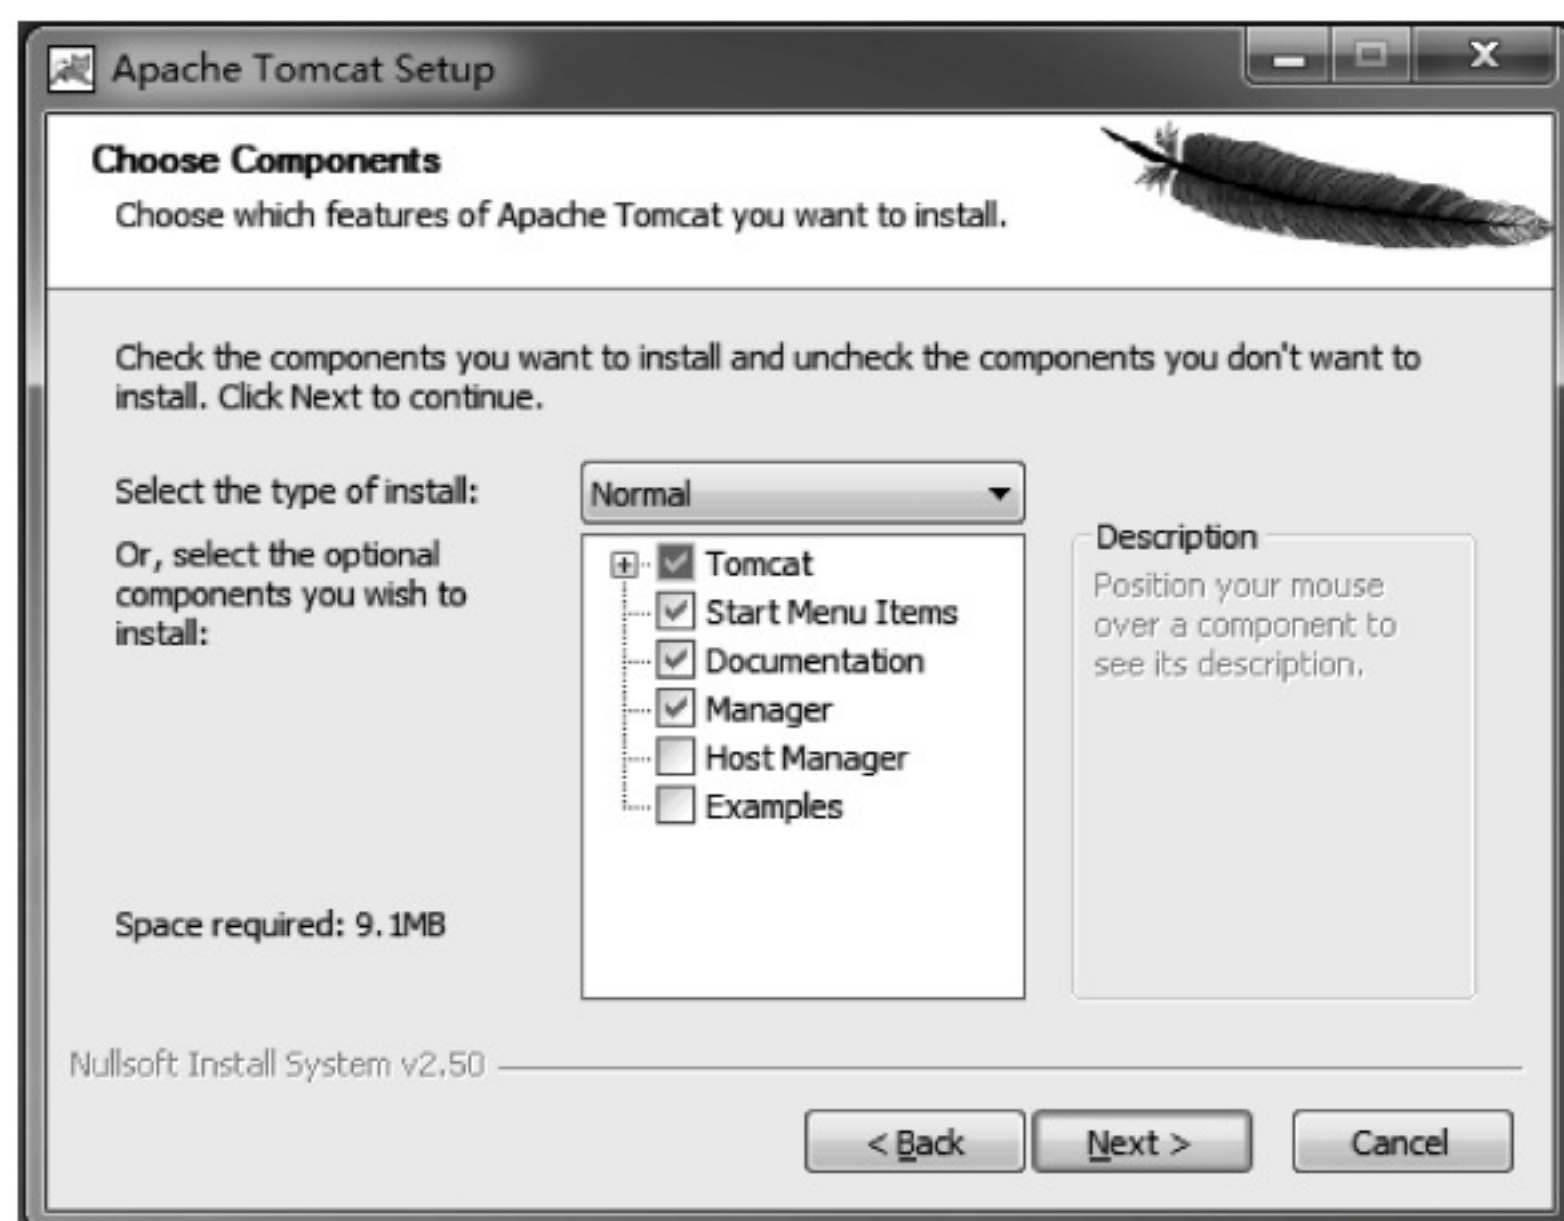 Apache Tomcat Setup
Choose Components
Choose which features of Apache Tomcat you want to install.
Check the components you want to install and uncheck the components you don't want to
install. Click Next to continue.
Select the type of install:
Normal
Or, select the optional
components you wish to
install:
Tomcat
Start Menu Items
Documentation
Manager
Host Manager
Examples
Description
Position your mouse
over a component to
see its description.
Space required: 9.1MB
Nullsoft Install System v2.50
< Back
Next >
Cancel